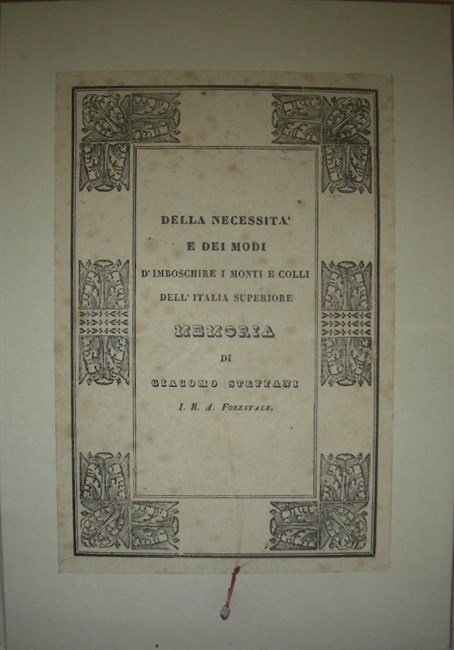 DELLA NECESSITA'
E DEI MODI
D'IMBOSCHIRE I MONTI E COLLI
DELL'ITALIA SUPERIORE
MEMORIA
DI
GIACOMO STEFFANI
I. R. A. FORESTALE.